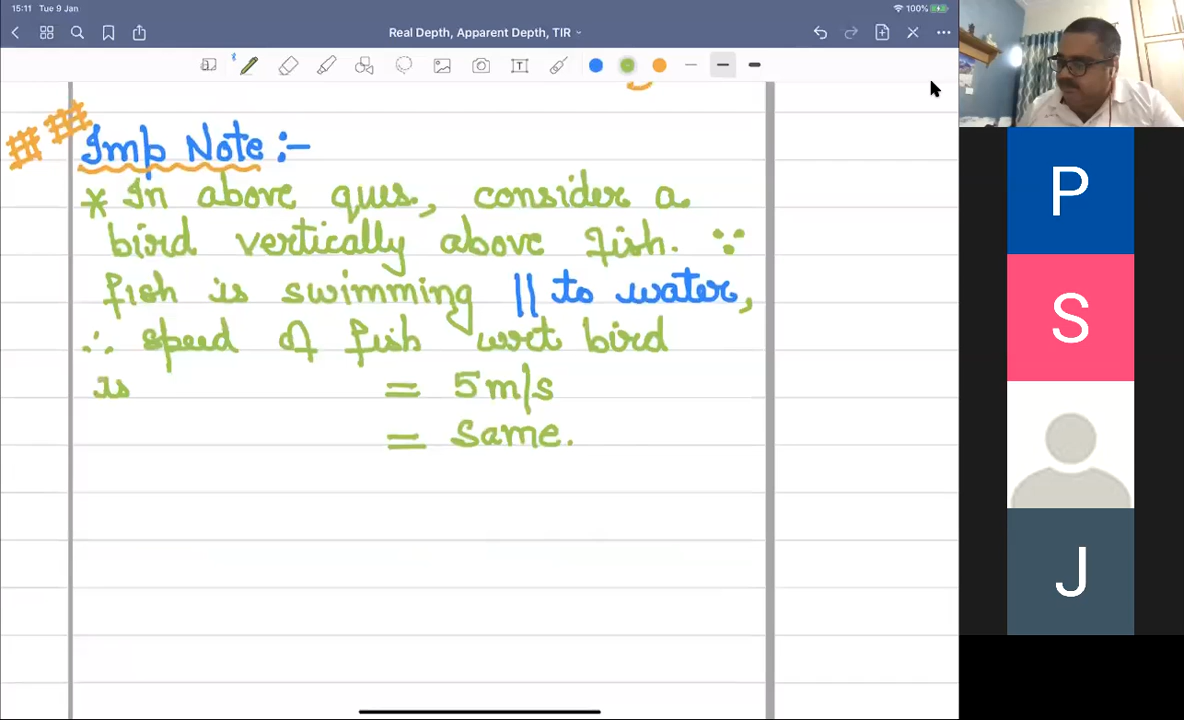 15:11 Tue 9 Jan
100%
Real Depth, Apparent Depth, TIR
Imp Note :-
* In above ques., consider a
bird vertically above fish. ∵
fish is swimming || to water,
∴ speed of fish wrt bird
is = 5m/s
= Same.
P
S
J